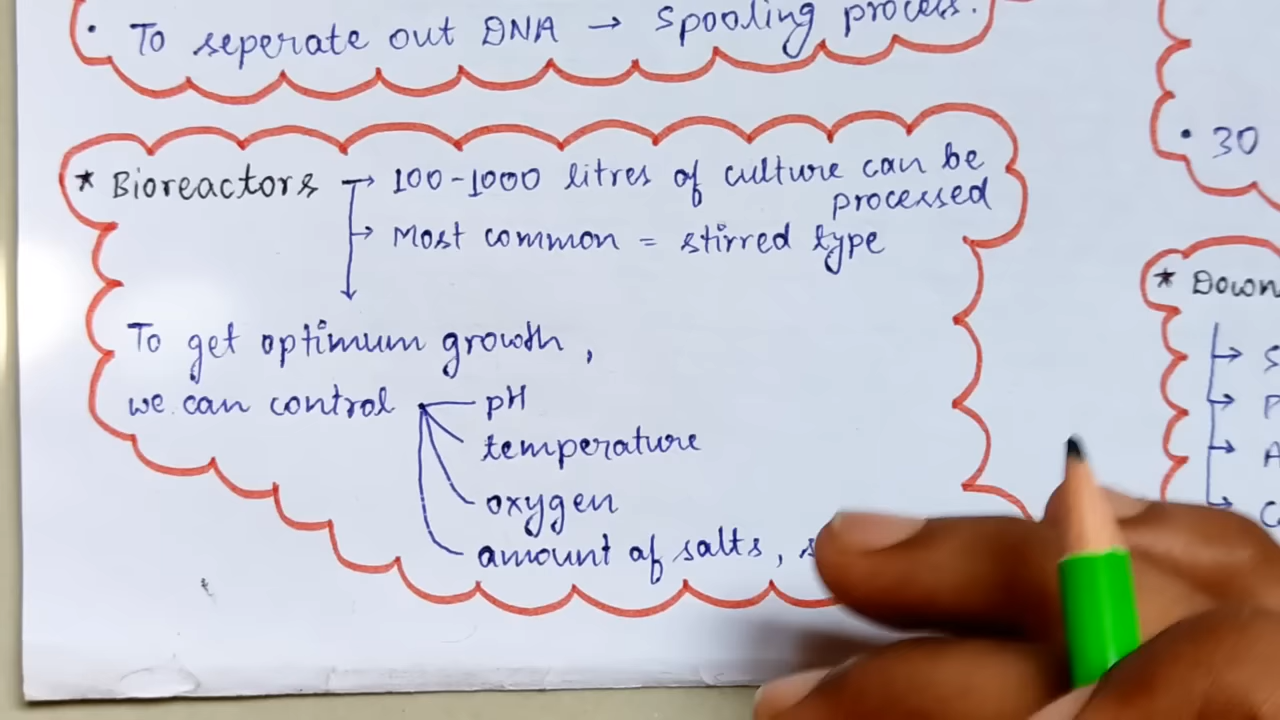 • To seperate out DNA → Spooling process.
* Bioreactors → 100-1000 litres of culture can be
processed
→ Most common = stirred type
To get optimum growth,
we can control pH
temperature
oxygen
amount of salts,
• 30
* Down
→ S
→ P
→ A
→ C